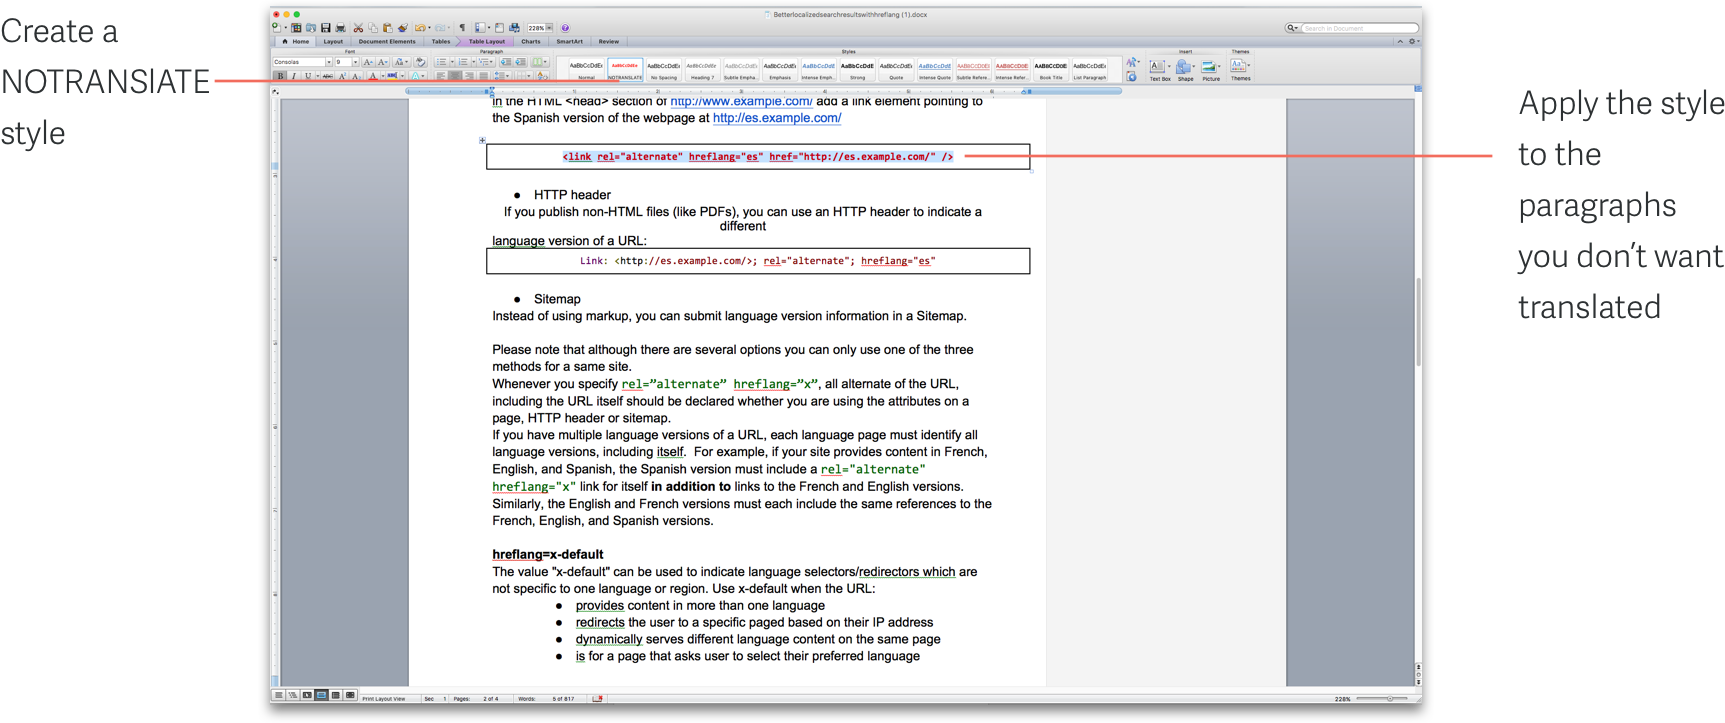 Create a
NOTRANSLATE
style
Betterlocalizedsearchresultswithhreflang (1).docx
228%
Search in Document
Home Layout Document Elements Tables Table Layout Charts SmartArt Review
Font Paragraph Styles Insert Themes
Consolas 9
AaBbCcDdEe
Normal NOTRANSLATE No Spacing Heading 7 Subtle Empha... Emphasis Intense Emph... Strong Quote Intense Quote Subtle Refere... Intense Refer... Book Title List Paragraph Text Box Shape Picture Themes
in the HTML <head> section of http://www.example.com/ add a link element pointing to
the Spanish version of the webpage at http://es.example.com/
<link rel="alternate" hreflang="es" href="http://es.example.com/" />
● HTTP header
If you publish non-HTML files (like PDFs), you can use an HTTP header to indicate a
different
language version of a URL:
Link: <http://es.example.com/>; rel="alternate"; hreflang="es"
● Sitemap
Instead of using markup, you can submit language version information in a Sitemap.
Please note that although there are several options you can only use one of the three
methods for a same site.
Whenever you specify rel=”alternate” hreflang=”x”, all alternate of the URL,
including the URL itself should be declared whether you are using the attributes on a
page, HTTP header or sitemap.
If you have multiple language versions of a URL, each language page must identify all
language versions, including itself.  For example, if your site provides content in French,
English, and Spanish, the Spanish version must include a rel="alternate"
hreflang="x" link for itself in addition to links to the French and English versions.
Similarly, the English and French versions must each include the same references to the
French, English, and Spanish versions.
hreflang=x-default
The value "x-default" can be used to indicate language selectors/redirectors which are
not specific to one language or region. Use x-default when the URL:
● provides content in more than one language
● redirects the user to a specific paged based on their IP address
● dynamically serves different language content on the same page
● is for a page that asks user to select their preferred language
Print Layout View Sec 1 Pages: 2 of 4 Words: 5 of 817 228%
Apply the style
to the
paragraphs
you don’t want
translated